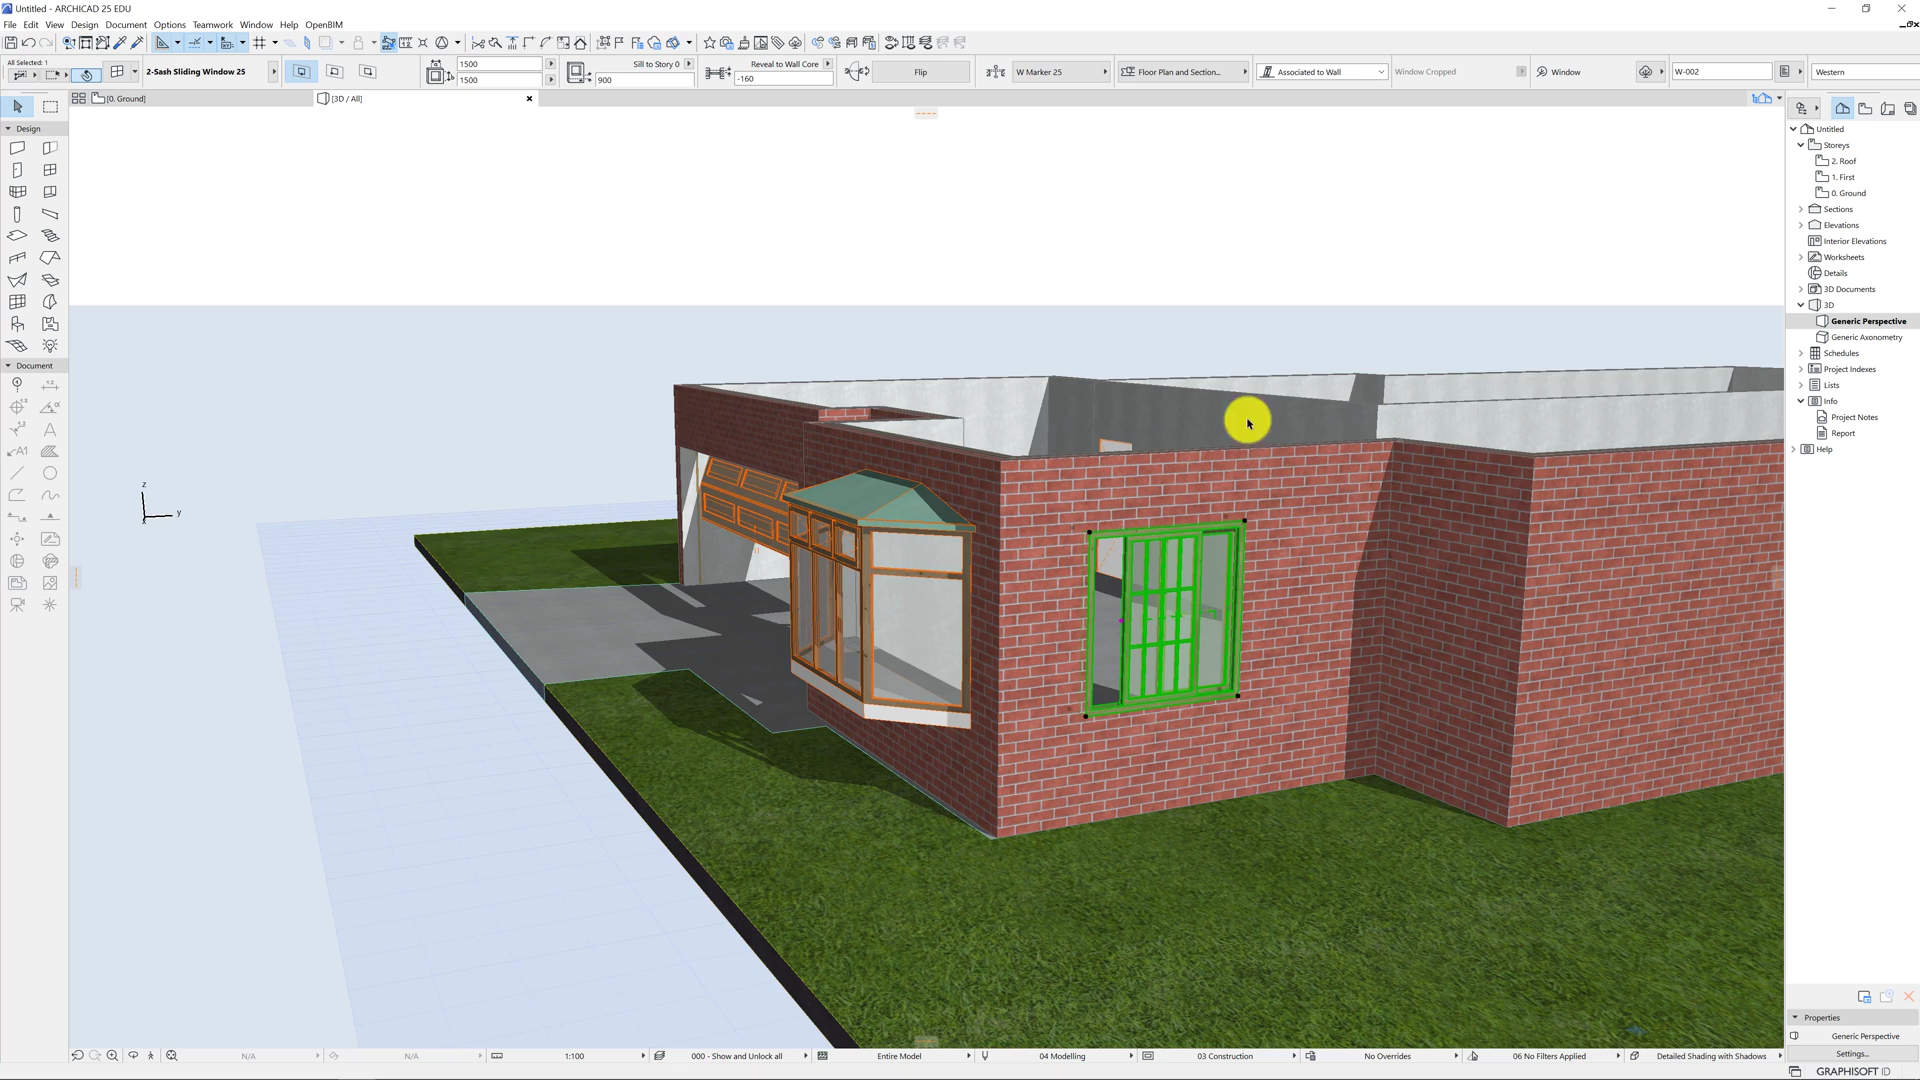 Untitled - ARCHICAD 25 EDU
File Edit View Design Document Options Teamwork Window Help OpenBIM
All Selected: 1
2-Sash Sliding Window 25
1500
1500
Sill to Story 0
900
Reveal to Wall Core
-160
Flip
W Marker 25
Floor Plan and Section...
Associated to Wall
Window Cropped
Window
W-002
Western
[0. Ground]
[3D / All]
Design
Document
z
y
x
Untitled
Storeys
2. Roof
1. First
0. Ground
Sections
Elevations
Interior Elevations
Worksheets
Details
3D Documents
3D
Generic Perspective
Generic Axonometry
Schedules
Project Indexes
Lists
Info
Project Notes
Report
Help
Properties
Generic Perspective
Settings...
N/A
N/A
1:100
000 - Show and Unlock all
Entire Model
04 Modelling
03 Construction
No Overrides
06 No Filters Applied
Detailed Shading with Shadows
GRAPHISOFT ID